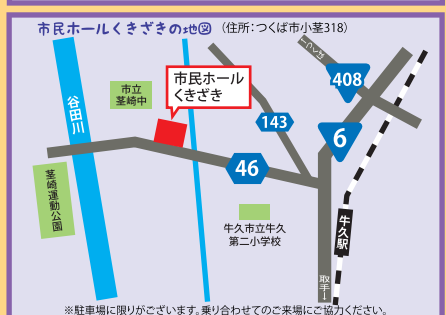 市民ホールくきざきの地図 (住所:つくば市小茎318)
つくば↑
408
市立
茎崎中
市民ホール
くきざき
谷田川
143
6
46
茎崎運動公園
牛久市立牛久
第二小学校
牛久駅
取手→
※駐車場に限りがございます。乗り合わせてのご来場にご協力ください。